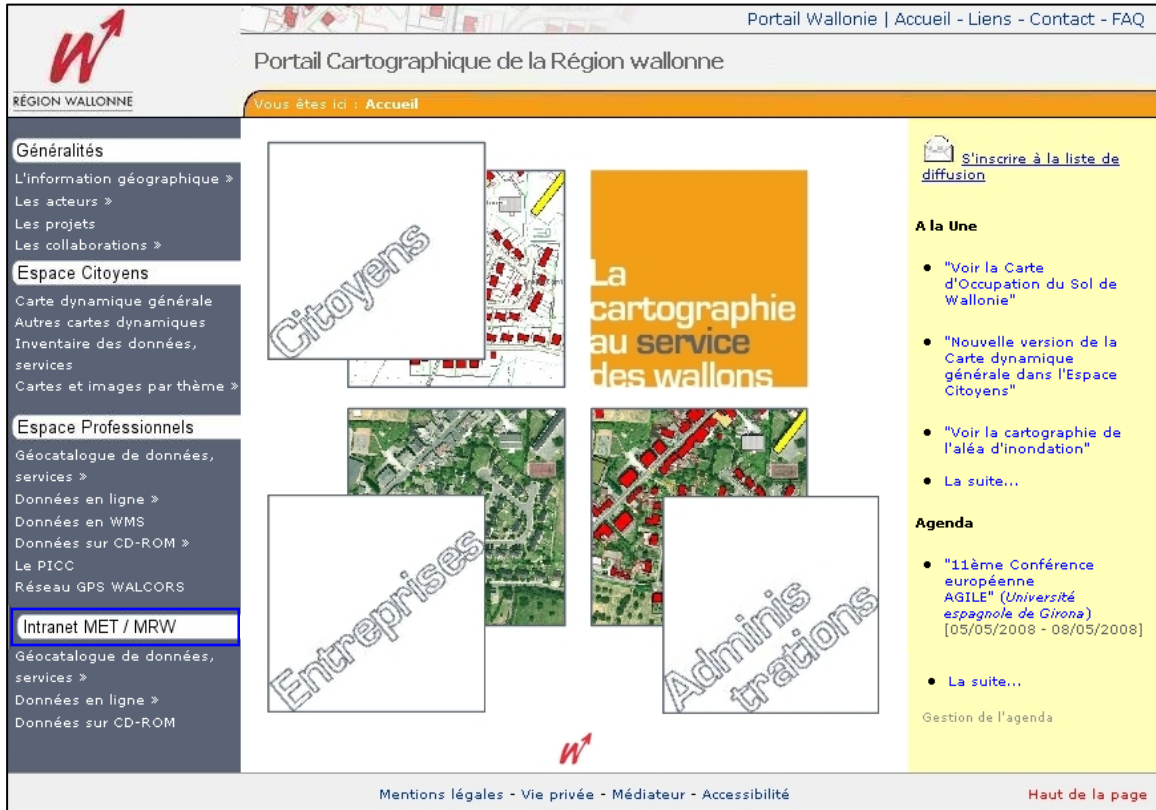 Portail Wallonie | Accueil - Liens - Contact - FAQ
Portail Cartographique de la Région wallonne
RÉGION WALLONNE
Vous êtes ici : Accueil
Généralités
L'information géographique »
Les acteurs »
Les projets
Les collaborations »
Espace Citoyens
Carte dynamique générale
Autres cartes dynamiques
Inventaire des données,
services
Cartes et images par thème »
Espace Professionnels
Géocatalogue de données,
services »
Données en ligne »
Données en WMS
Données sur CD-ROM »
Le PICC
Réseau GPS WALCORS
Intranet MET / MRW
Géocatalogue de données,
services »
Données en ligne »
Données sur CD-ROM
Citoyens
La
cartographie
au service
des wallons
Entreprises
Adminis
trations
S'inscrire à la liste de
diffusion
A la Une
"Voir la Carte
d'Occupation du Sol de
Wallonie"
"Nouvelle version de la
Carte dynamique
générale dans l'Espace
Citoyens"
"Voir la cartographie de
l'aléa d'inondation"
La suite...
Agenda
"11ème Conférence
européenne
AGILE" (Université
espagnole de Girona)
[05/05/2008 - 08/05/2008]
La suite...
Gestion de l'agenda
Mentions légales - Vie privée - Médiateur - Accessibilité
Haut de la page